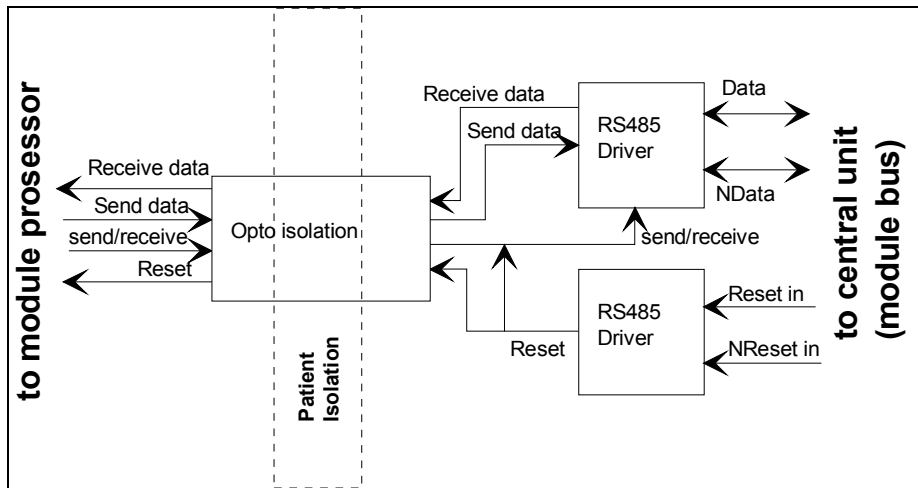 to module prosessor
Receive data
Send data
send/receive
Reset
Opto isolation
Patient
Isolation
Receive data
Send data
RS485
Driver
send/receive
Reset
RS485
Driver
Data
NData
Reset in
NReset in
to central unit
(module bus)